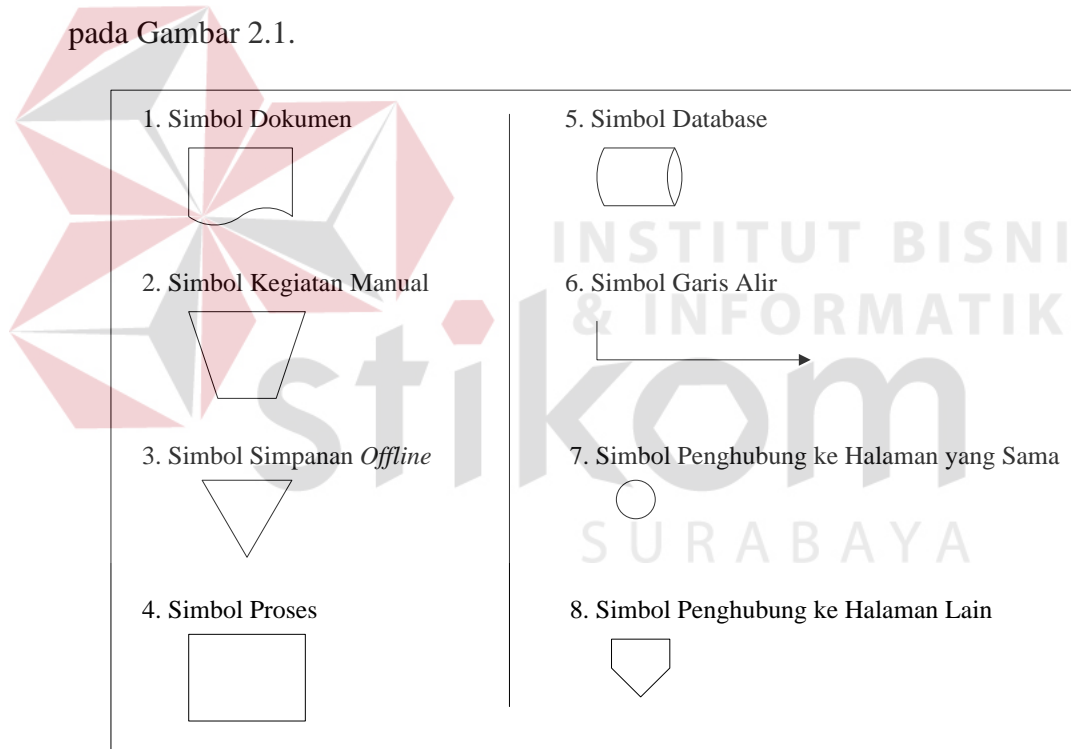 pada Gambar 2.1.
1. Simbol Dokumen
2. Simbol Kegiatan Manual
3. Simbol Simpanan Offline
4. Simbol Proses
5. Simbol Database
6. Simbol Garis Alir
7. Simbol Penghubung ke Halaman yang Sama
8. Simbol Penghubung ke Halaman Lain
INSTITUT BISNI
& INFORMATIK
stikom
SURABAYA